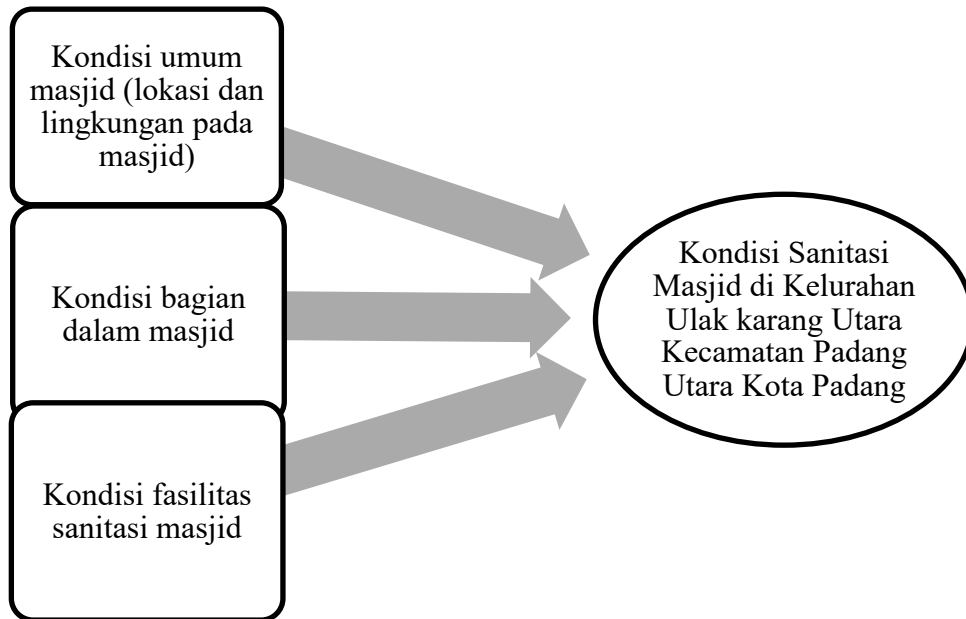 Kondisi umum
masjid (lokasi dan
lingkungan pada
masjid)
Kondisi bagian
dalam masjid
Kondisi fasilitas
sanitasi masjid
Kondisi Sanitasi
Masjid di Kelurahan
Ulak karang Utara
Kecamatan Padang
Utara Kota Padang